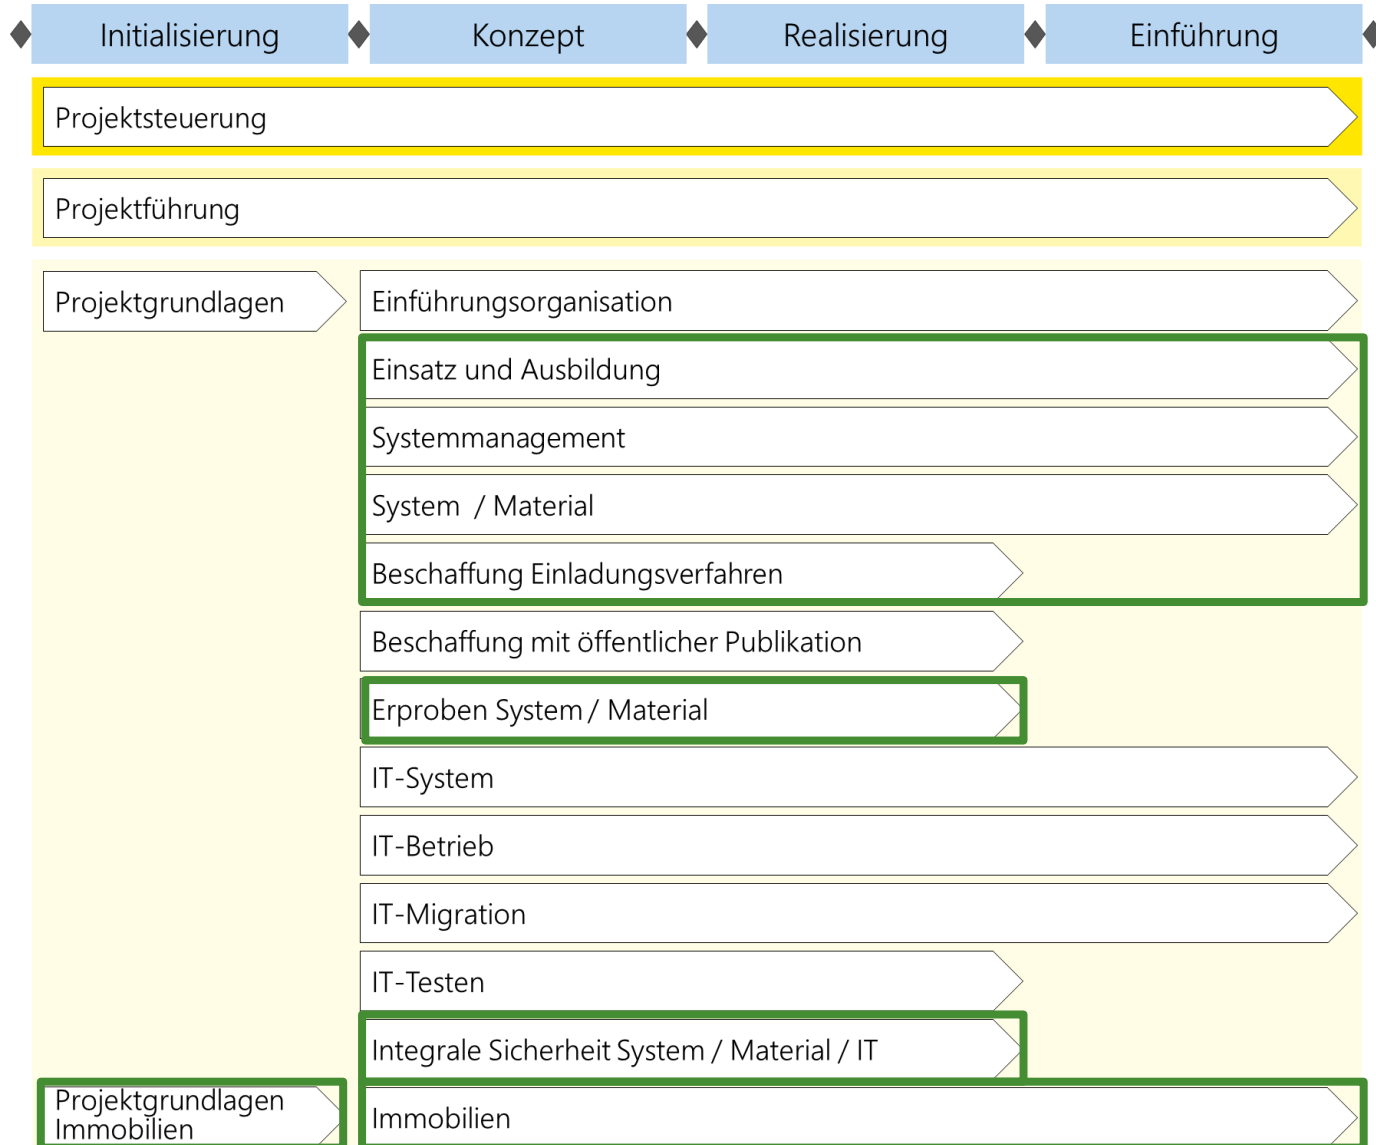 Initialisierung
Konzept
Realisierung
Einführung
Projektsteuerung
Projektführung
Projektgrundlagen
Einführungsorganisation
Einsatz und Ausbildung
Systemmanagement
System / Material
Beschaffung Einladungsverfahren
Beschaffung mit öffentlicher Publikation
Erproben System / Material
IT-System
IT-Betrieb
IT-Migration
IT-Testen
Integrale Sicherheit System / Material / IT
Projektgrundlagen
Immobilien
Immobilien